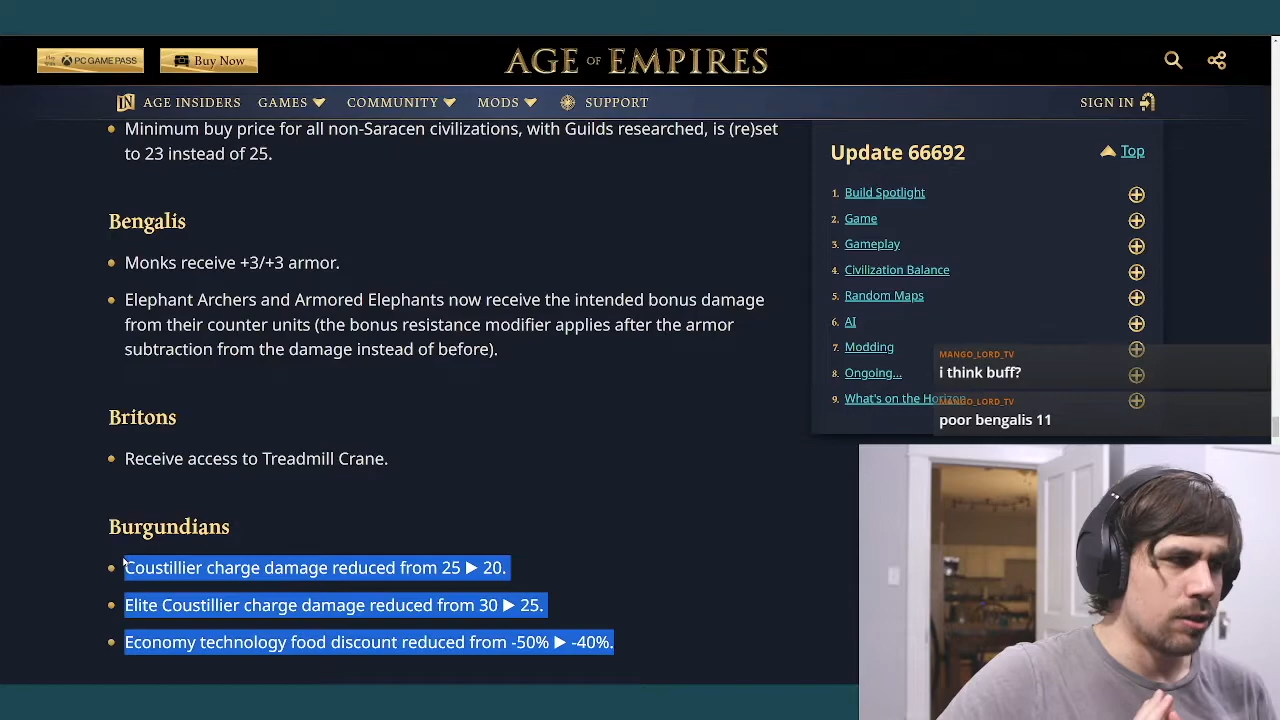 PC GAME PASS
Buy Now
AGE OF EMPIRES
AGE INSIDERS
GAMES
COMMUNITY
MODS
SUPPORT
SIGN IN
Minimum buy price for all non-Saracen civilizations, with Guilds researched, is (re)set
to 23 instead of 25.
Bengalis
Monks receive +3/+3 armor.
Elephant Archers and Armored Elephants now receive the intended bonus damage
from their counter units (the bonus resistance modifier applies after the armor
subtraction from the damage instead of before).
Britons
Receive access to Treadmill Crane.
Burgundians
Coustillier charge damage reduced from 25 ► 20.
Elite Coustillier charge damage reduced from 30 ► 25.
Economy technology food discount reduced from -50% ► -40%.
Update 66692
Top
1. Build Spotlight
2. Game
3. Gameplay
4. Civilization Balance
5. Random Maps
6. AI
7. Modding
8. Ongoing...
9. What's on the Horizon
MANGO_LORD_TV
i think buff?
MANGO_LORD_TV
poor bengalis 11